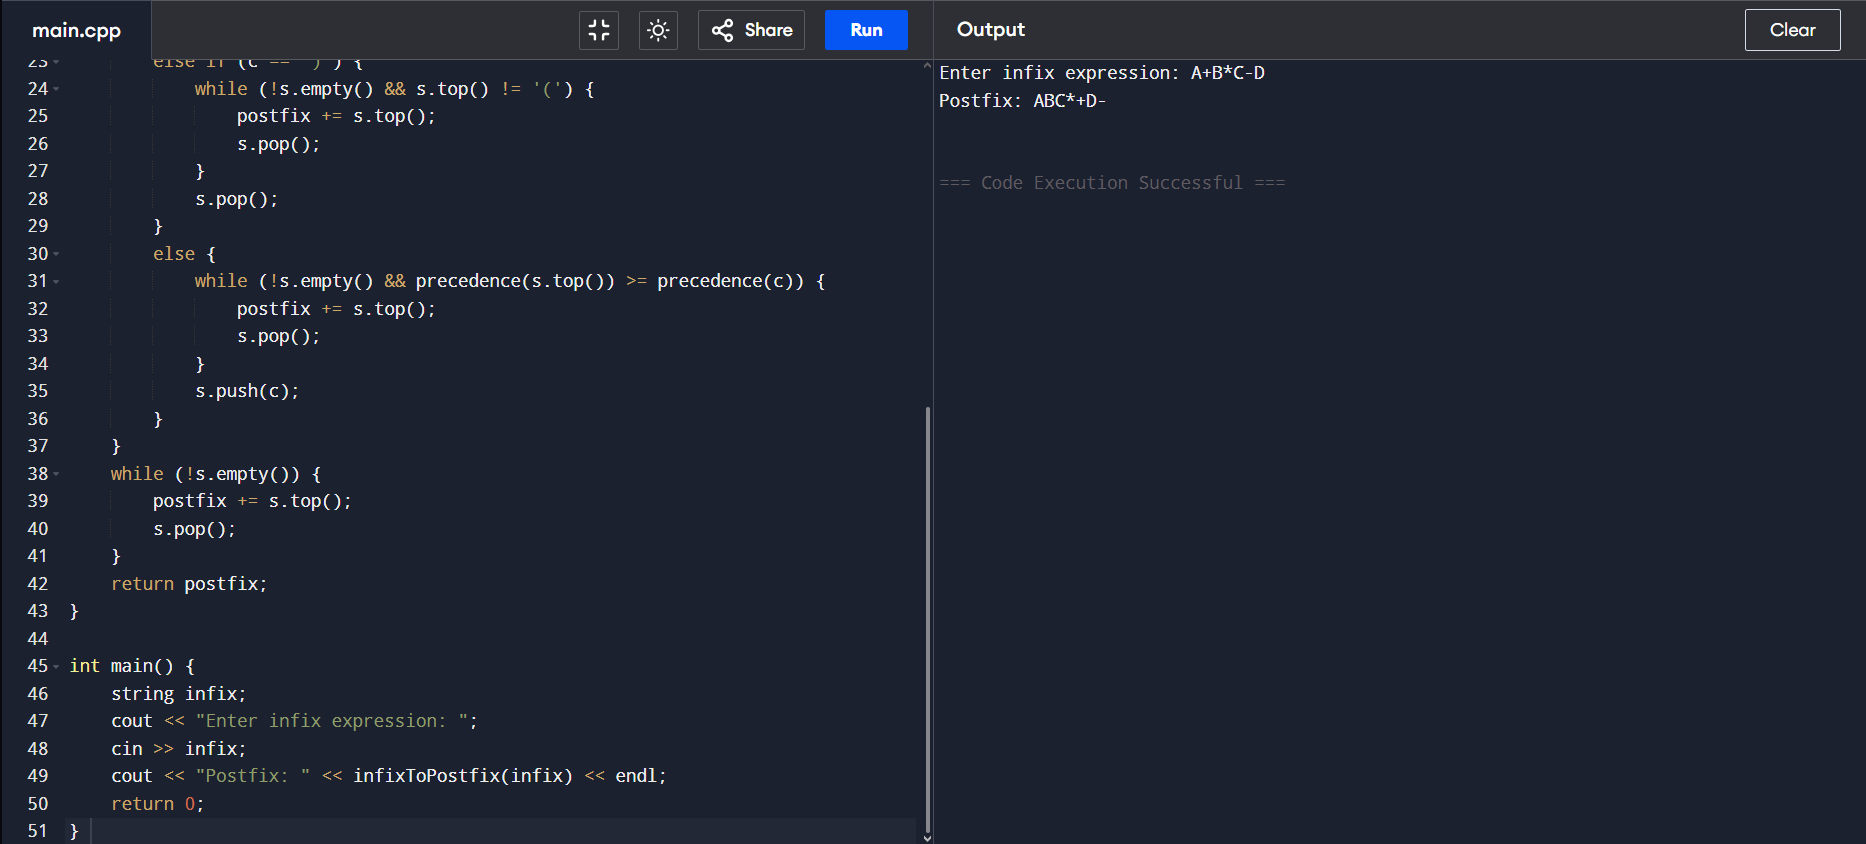 main.cpp
Share
Run
Output
Clear
23 else if (c == ')') {
24 while (!s.empty() && s.top() != '(') {
25 postfix += s.top();
26 s.pop();
27 }
28 s.pop();
29 }
30 else {
31 while (!s.empty() && precedence(s.top()) >= precedence(c)) {
32 postfix += s.top();
33 s.pop();
34 }
35 s.push(c);
36 }
37 }
38 while (!s.empty()) {
39 postfix += s.top();
40 s.pop();
41 }
42 return postfix;
43 }
44
45 int main() {
46 string infix;
47 cout << "Enter infix expression: ";
48 cin >> infix;
49 cout << "Postfix: " << infixToPostfix(infix) << endl;
50 return 0;
51 }
Enter infix expression: A+B*C-D
Postfix: ABC*+D-
=== Code Execution Successful ===